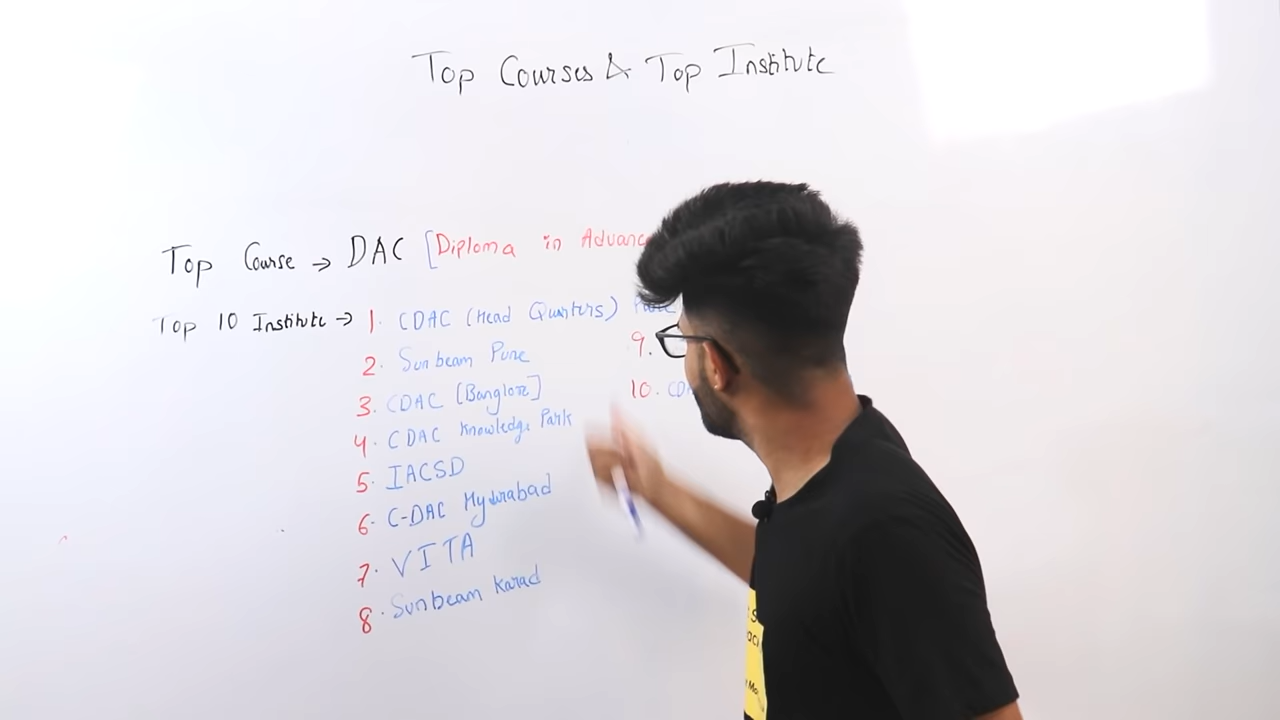 Top Courses & Top Institute
Top Course → DAC [Diploma in Advanc
Top 10 Institute → 1. CDAC (Head Quarters) Pune
2. Sunbeam Pune
3. CDAC [Banglore]
4. CDAC Knowledge Park
5. IACSD
6. C-DAC Hyderabad
7. VITA
8. Sunbeam Karad
9.
10. CDA